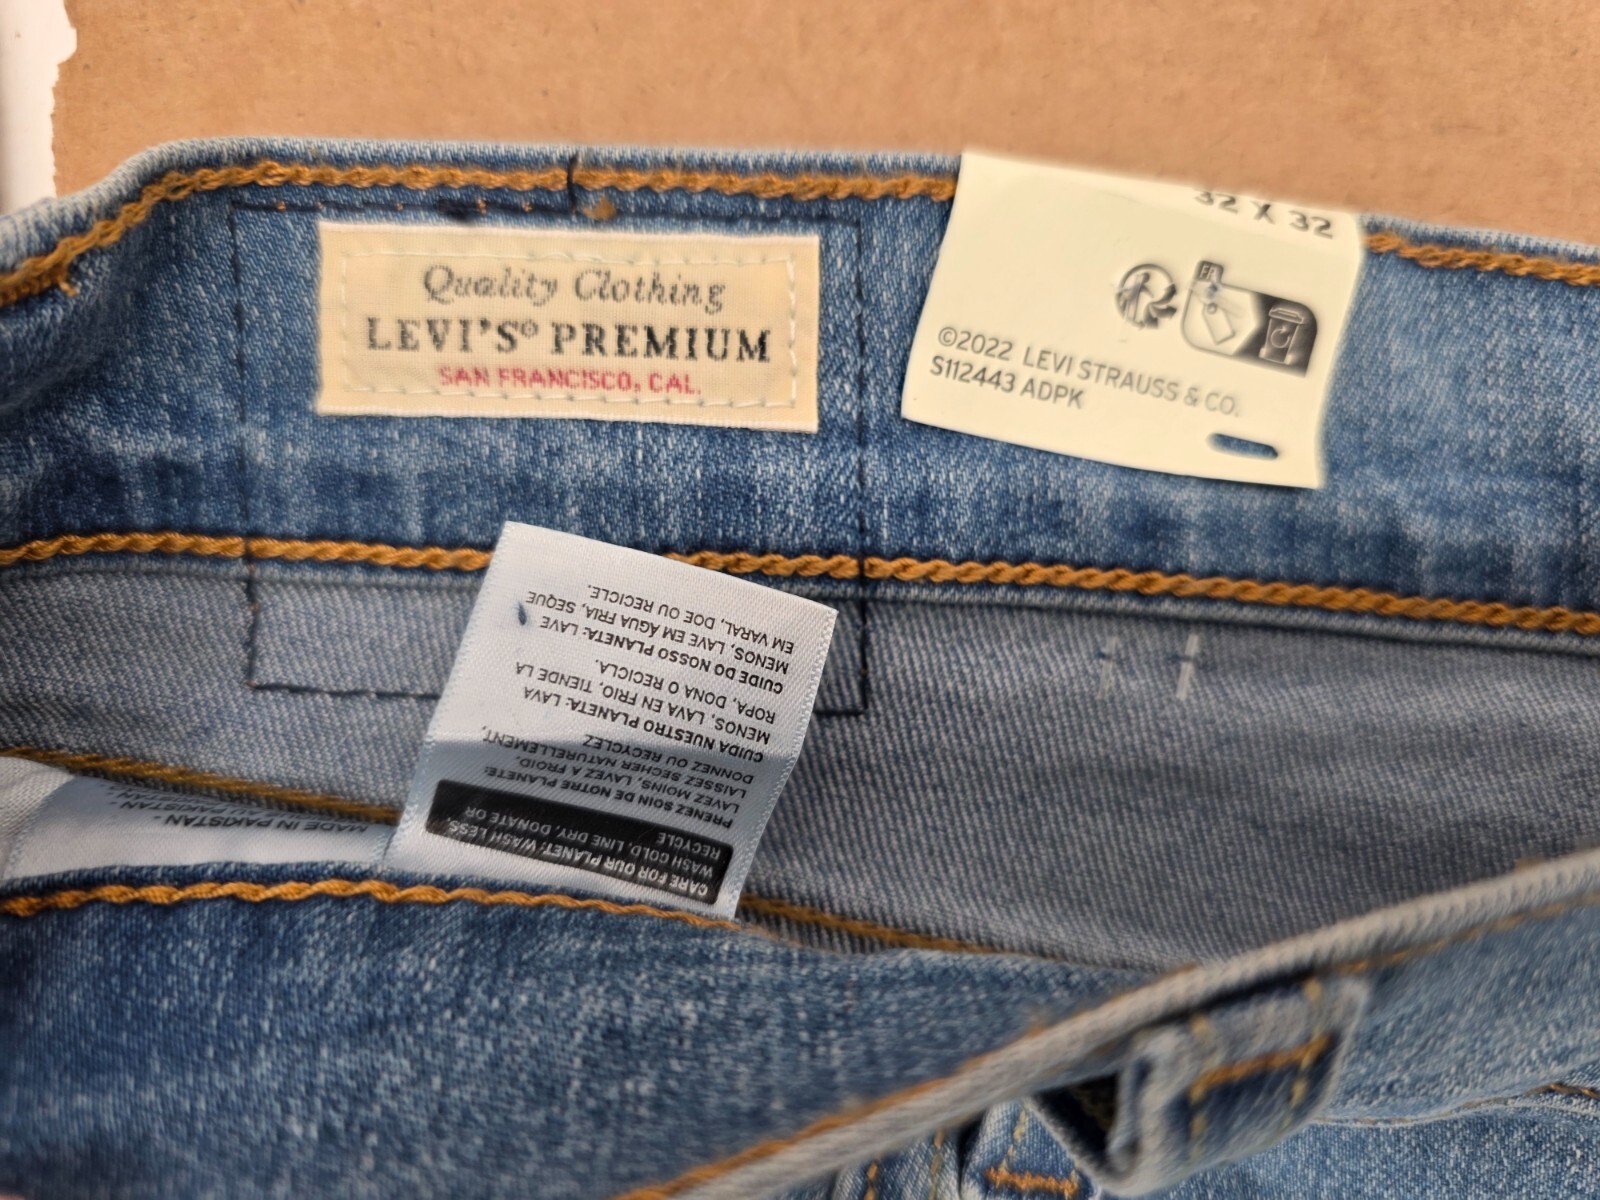 Quality Clothing
LEVI'S® PREMIUM
SAN FRANCISCO, CAL.
32 X 32
FR
©2022 LEVI STRAUSS & CO.
S112443 ADPK
CARE FOR OUR PLANET: WASH LESS,
WASH COLD, LINE DRY, DONATE OR
RECYCLE
PRENEZ SOIN DE NOTRE PLANETE:
LAVEZ MOINS, LAVEZ A FROID,
LAISSEZ SECHER NATURELLEMENT,
DONNEZ OU RECYCLEZ
CUIDA NUESTRO PLANETA: LAVA
MENOS, LAVA EN FRIO, TIENDE LA
ROPA, DONA O RECICLA.
CUIDE DO NOSSO PLANETA: LAVE
MENOS, LAVE EM ÁGUA FRIA, SEQUE
EM VARAL, DOE OU RECICLE.
MADE IN PAKISTAN -